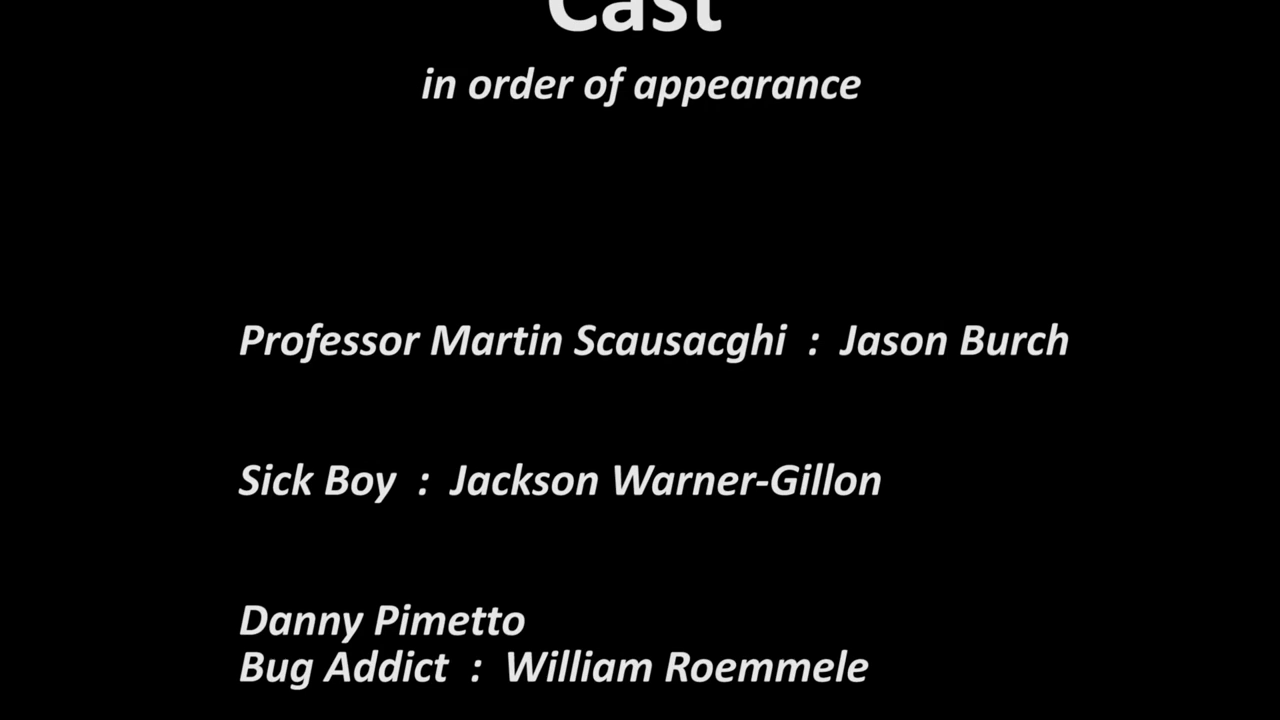 Cast
in order of appearance
Professor Martin Scausacghi : Jason Burch
Sick Boy : Jackson Warner-Gillon
Danny Pimetto
Bug Addict : William Roemmele